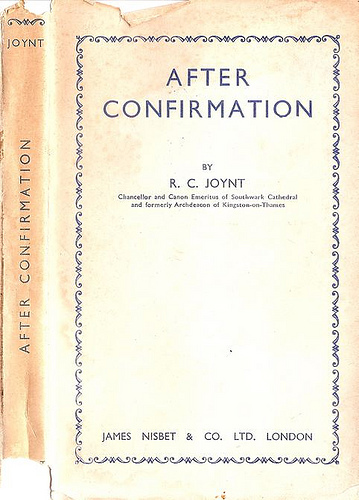 JOYNT
AFTER CONFIRMATION
AFTER
CONFIRMATION
BY
R. C. JOYNT
Chancellor and Canon Emeritus of Southwark Cathedral
and formerly Archdeacon of Kingston-on-Thames
JAMES NISBET & CO. LTD. LONDON